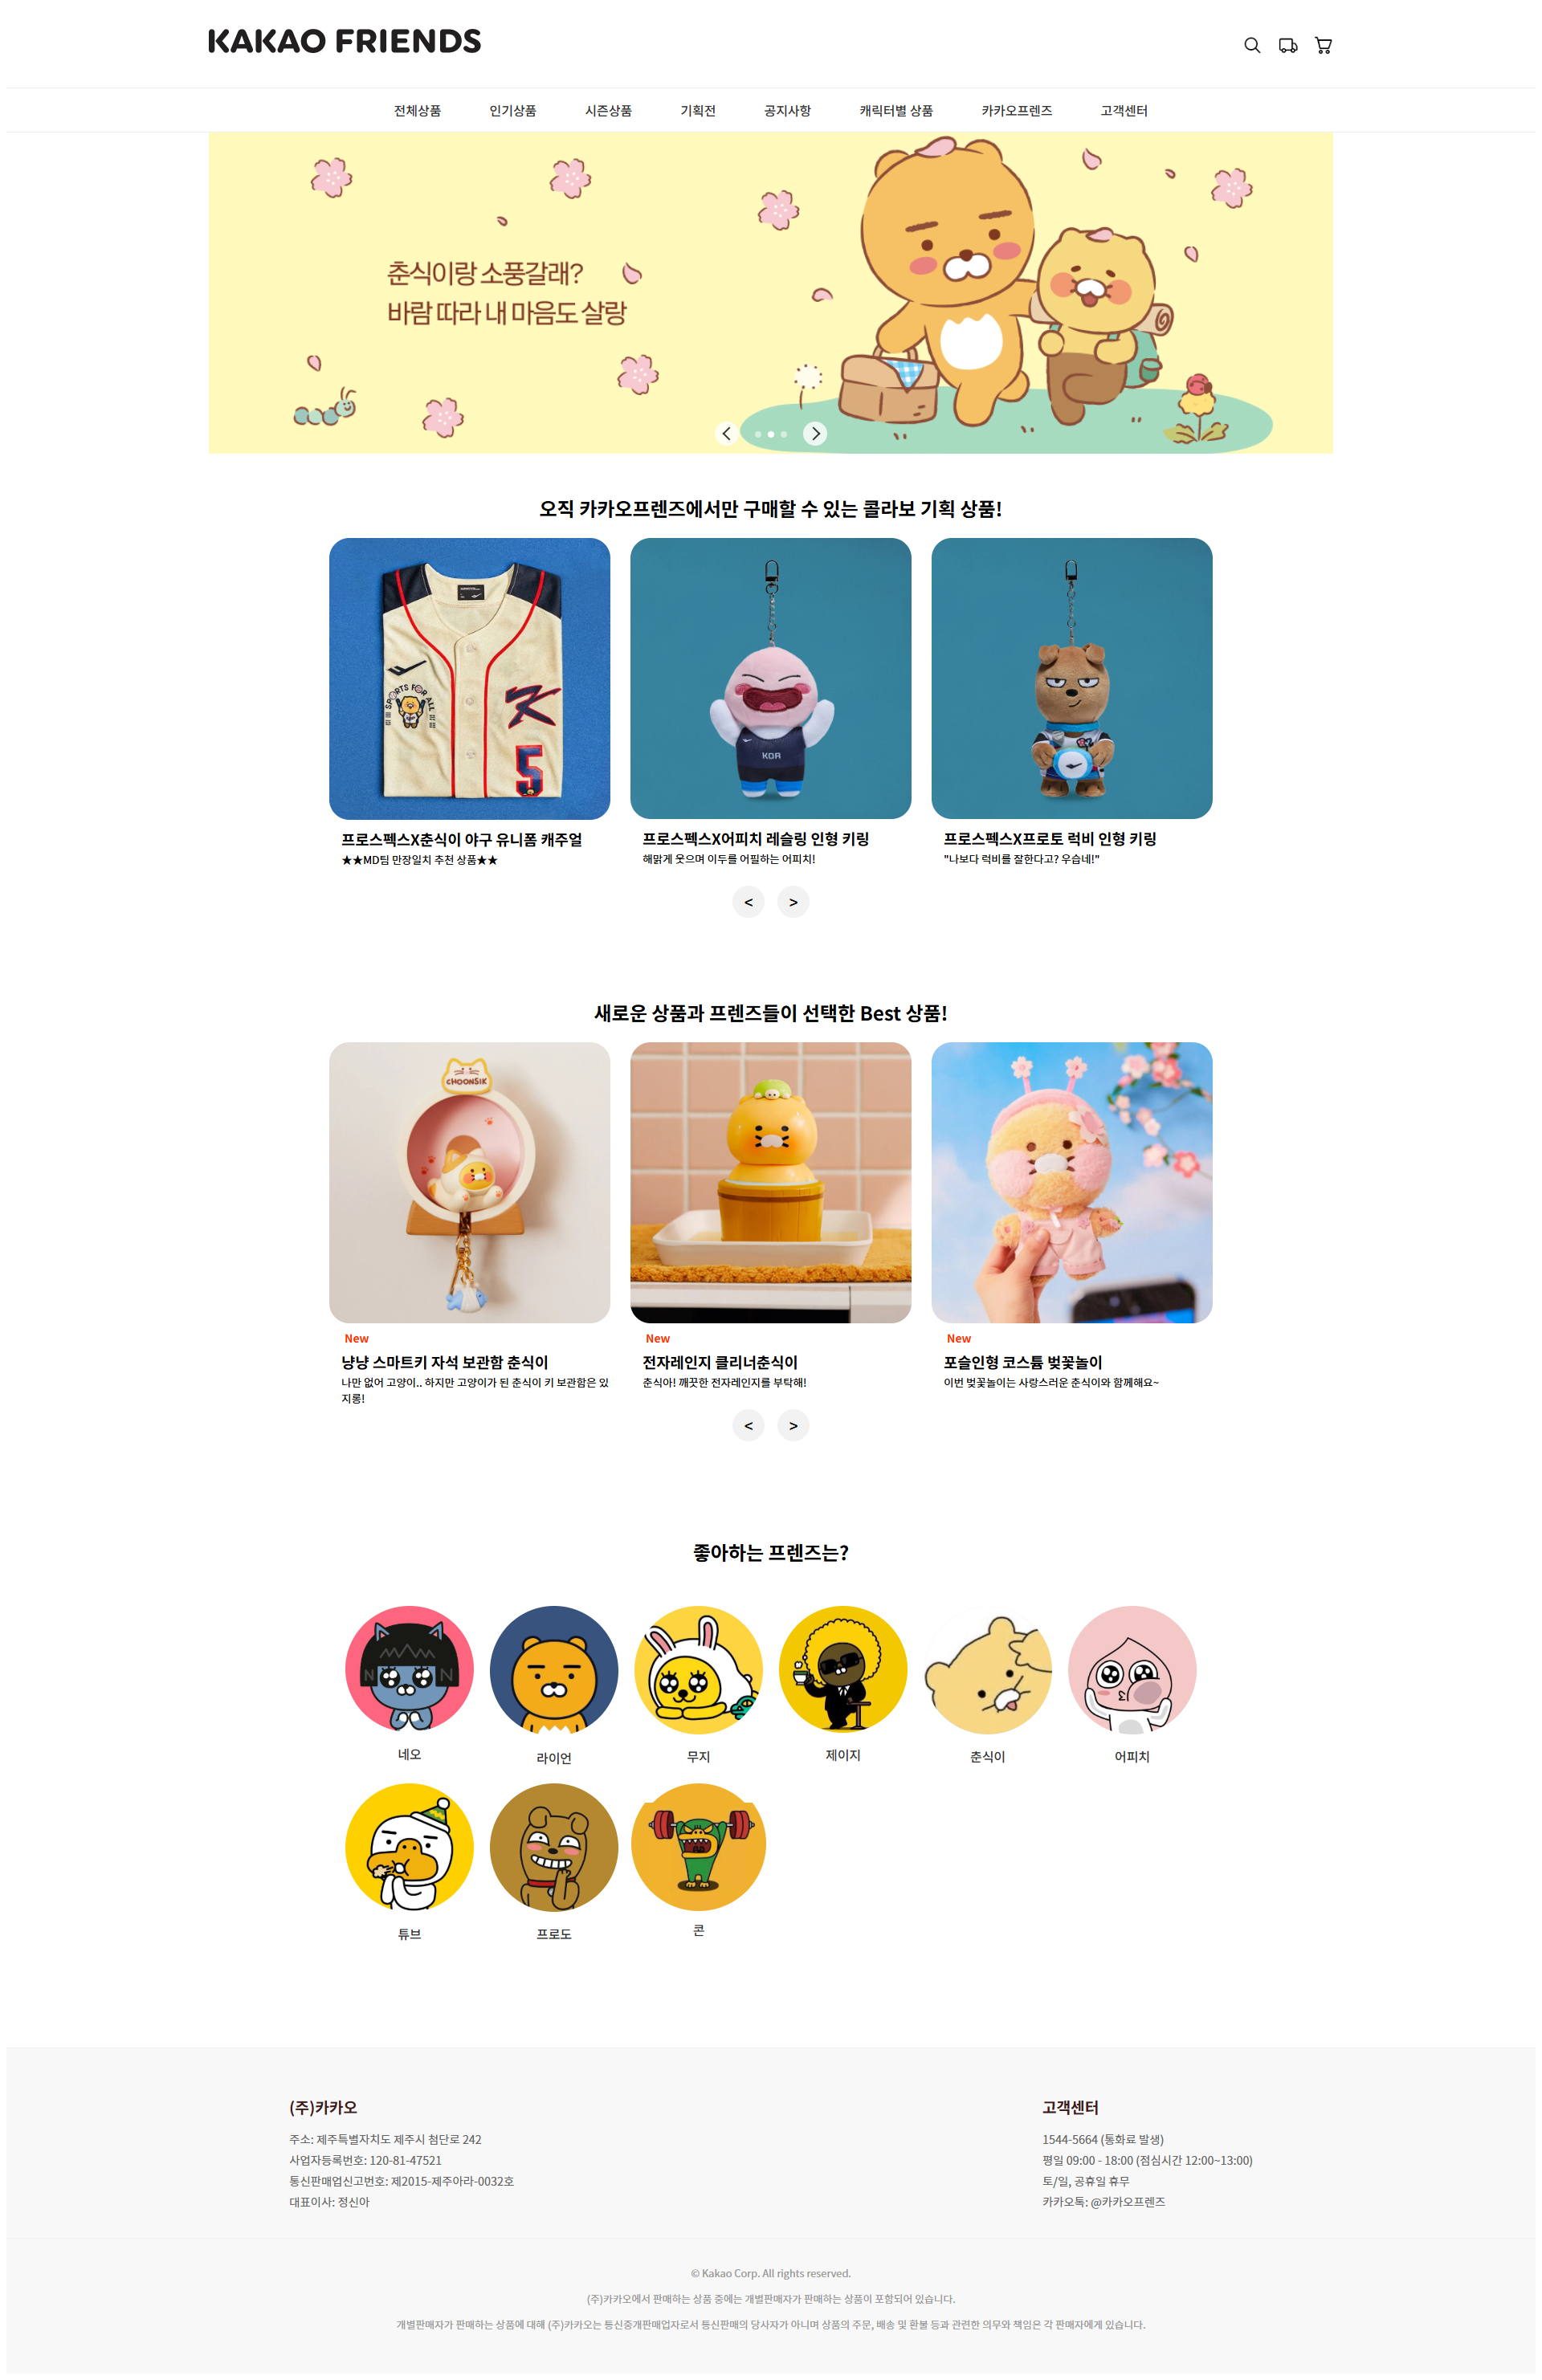 KAKAO FRIENDS
전체상품 인기상품 시즌상품 기획전 공지사항 캐릭터별 상품 카카오프렌즈 고객센터
춘식이랑 소풍갈래?
바람 따라 내 마음도 살랑
오직 카카오프렌즈에서만 구매할 수 있는 콜라보 기획 상품!
SPORTS FOR ALL
K
5
KOR
프로스펙스X춘식이 야구 유니폼 캐주얼
★★MD팀 만장일치 추천 상품★★
프로스펙스X어피치 레슬링 인형 키링
해맑게 웃으며 이두를 어필하는 어피치!
프로스펙스X프로토 럭비 인형 키링
"나보다 럭비를 잘한다고? 우습네!"
< >
새로운 상품과 프렌즈들이 선택한 Best 상품!
CHOONSIK
New
냥냥 스마트키 자석 보관함 춘식이
나만 없어 고양이.. 하지만 고양이가 된 춘식이 키 보관함은 있
지롱!
New
전자레인지 클리너춘식이
춘식아! 깨끗한 전자레인지를 부탁해!
New
포슬인형 코스튬 벚꽃놀이
이번 벚꽃놀이는 사랑스러운 춘식이와 함께해요~
< >
좋아하는 프렌즈는?
N N
네오
라이언
무지
제이지
춘식이
어피치
튜브
프로도
콘
(주)카카오
주소: 제주특별자치도 제주시 첨단로 242
사업자등록번호: 120-81-47521
통신판매업신고번호: 제2015-제주아라-0032호
대표이사: 정신아
고객센터
1544-5664 (통화료 발생)
평일 09:00 - 18:00 (점심시간 12:00~13:00)
토/일, 공휴일 휴무
카카오톡: @카카오프렌즈
© Kakao Corp. All rights reserved.
(주)카카오에서 판매하는 상품 중에는 개별판매자가 판매하는 상품이 포함되어 있습니다.
개별판매자가 판매하는 상품에 대해 (주)카카오는 통신중개판매업자로서 통신판매의 당사자가 아니며 상품의 주문, 배송 및 환불 등과 관련한 의무와 책임은 각 판매자에게 있습니다.